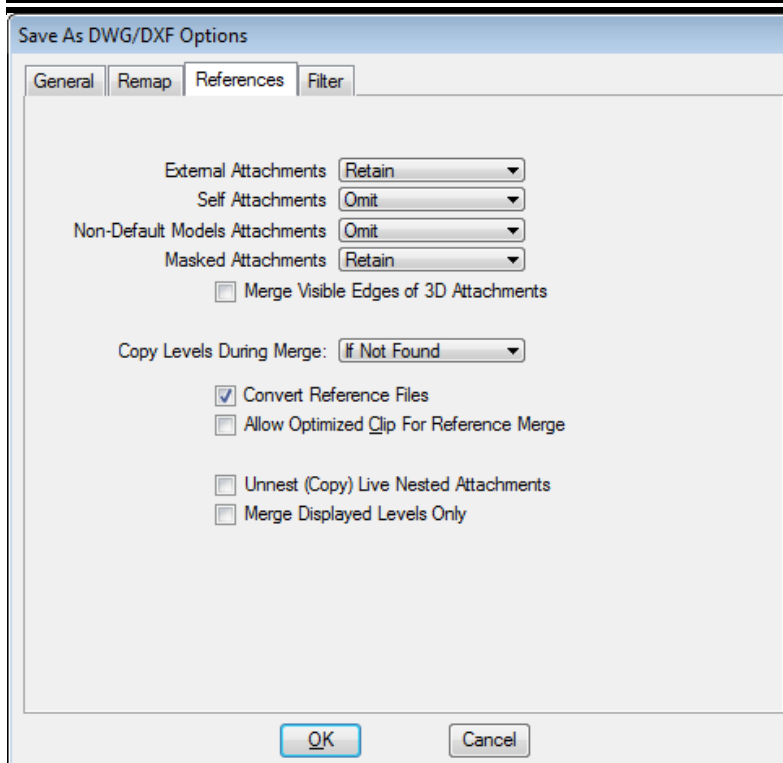 Save As DWG/DXF Options
General Remap References Filter
External Attachments Retain
Self Attachments Omit
Non-Default Models Attachments Omit
Masked Attachments Retain
Merge Visible Edges of 3D Attachments
Copy Levels During Merge: If Not Found
Convert Reference Files
Allow Optimized Clip For Reference Merge
Unnest (Copy) Live Nested Attachments
Merge Displayed Levels Only
OK Cancel